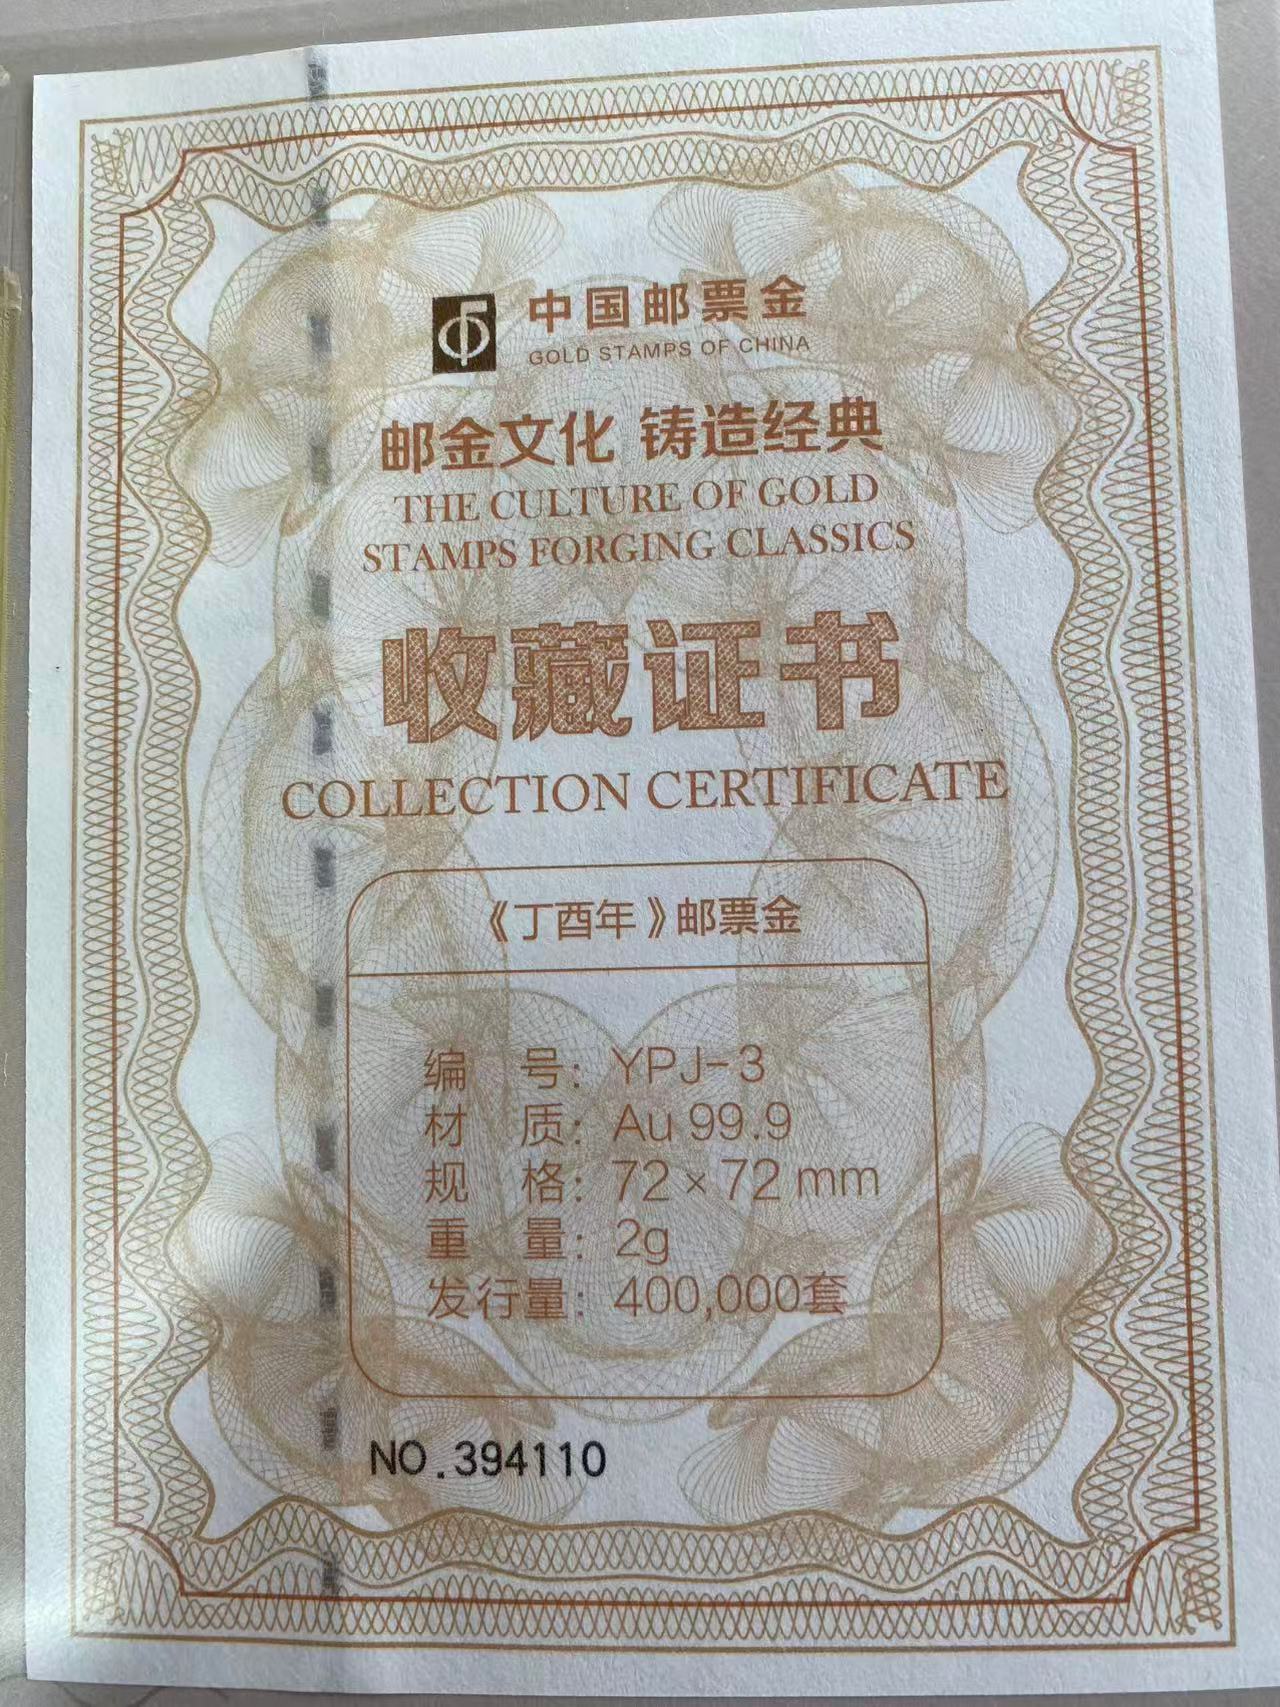 中国邮票金
GOLD STAMPS OF CHINA
邮金文化 铸造经典
THE CULTURE OF GOLD
STAMPS FORGING CLASSICS
收藏证书
COLLECTION CERTIFICATE
《丁酉年》邮票金
编 号：YPJ-3
材 质：Au 99.9
规 格：72×72 mm
重 量：2g
发行量：400,000套
NO.394110